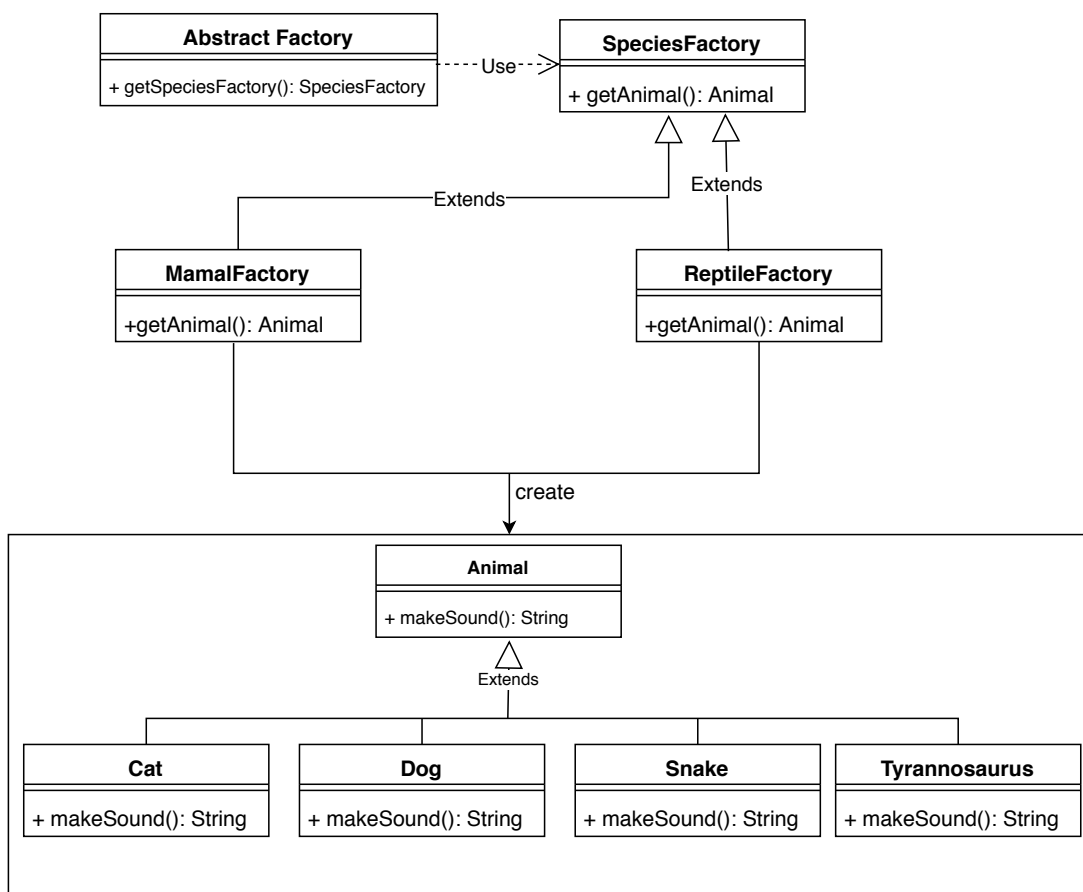 Abstract Factory
+ getSpeciesFactory(): SpeciesFactory
Use
SpeciesFactory
+ getAnimal(): Animal
Extends
Extends
MamalFactory
+getAnimal(): Animal
ReptileFactory
+getAnimal(): Animal
create
Animal
+ makeSound(): String
Extends
Cat
+ makeSound(): String
Dog
+ makeSound(): String
Snake
+ makeSound(): String
Tyrannosaurus
+ makeSound(): String